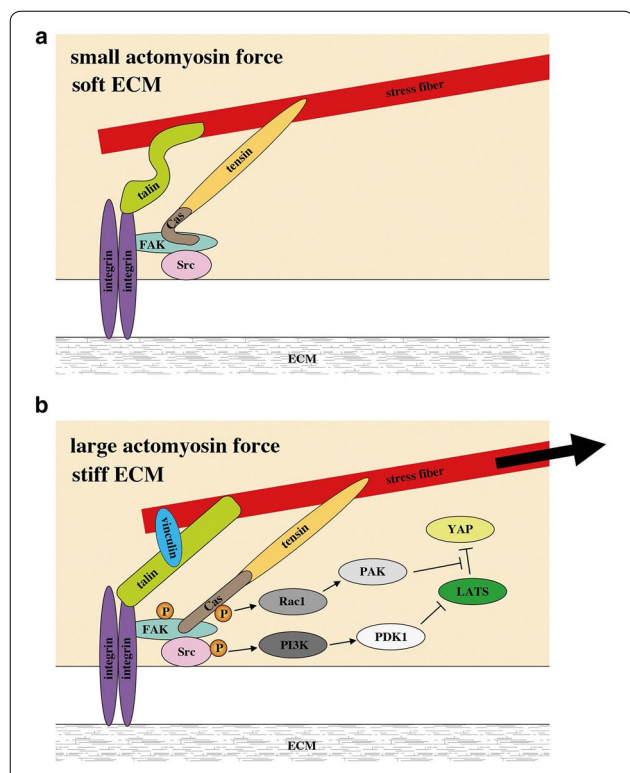 a
small actomyosin force
soft ECM
stress fiber
tensin
talin
Cas
FAK
Src
integrin
integrin
ECM
b
large actomyosin force
stiff ECM
stress fiber
vinculin
tensin
talin
YAP
PAK
Cas
LATS
P
P
Rac1
FAK
PDK1
P
PI3K
Src
integrin
integrin
ECM